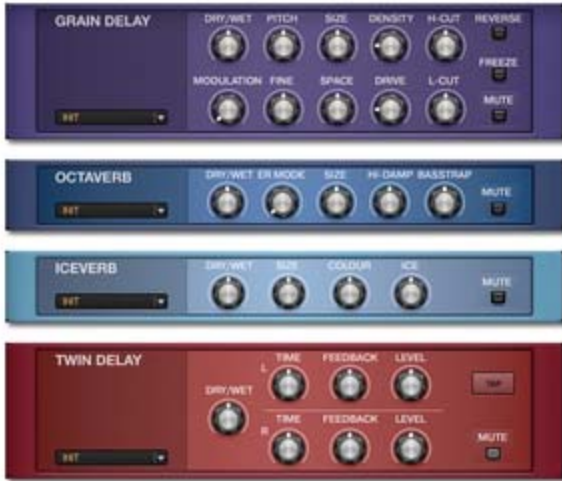 GRAIN DELAY
DRY/WET PITCH SIZE DENSITY H-CUT REVERSE
FREEZE
MODULATION FINE SPACE DRIVE L-CUT MUTE
INIT
OCTAVERB
DRY/WET ER MODE SIZE HI-DAMP BASSTRAP MUTE
INIT
ICEVERB
DRY/WET SIZE COLOUR ICE MUTE
INIT
TWIN DELAY
L TIME FEEDBACK LEVEL
DRY/WET TAP
R TIME FEEDBACK LEVEL
MUTE
INIT